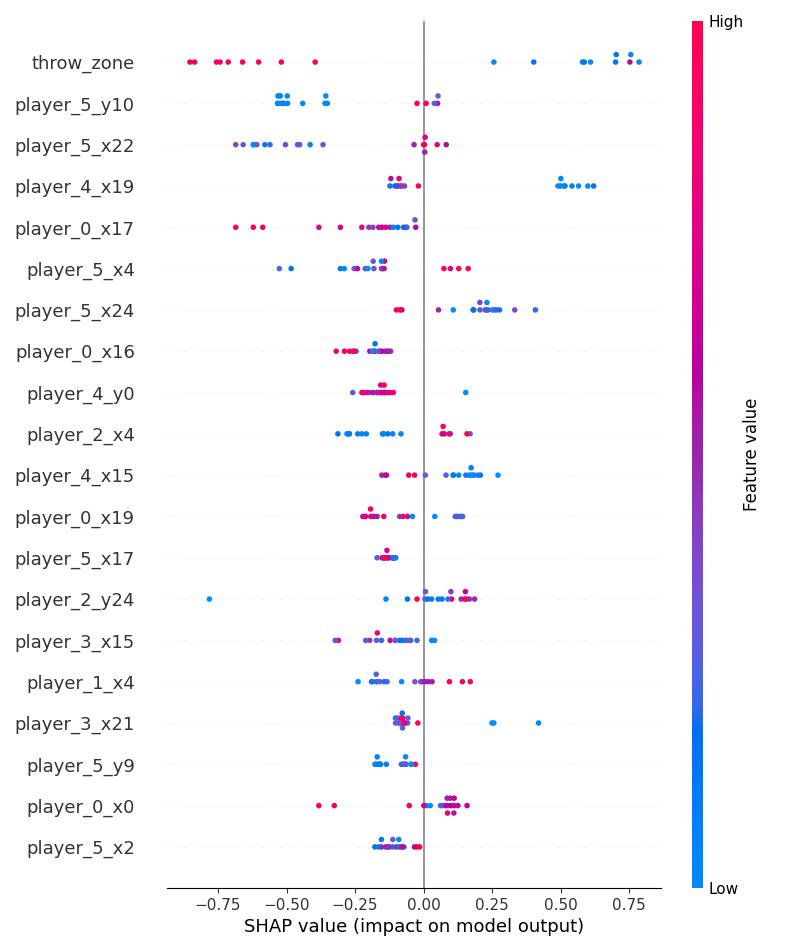 High
throw_zone
player_5_y10
player_5_x22
player_4_x19
player_0_x17
player_5_x4
player_5_x24
player_0_x16
player_4_y0
player_2_x4
player_4_x15
player_0_x19
player_5_x17
player_2_y24
player_3_x15
player_1_x4
player_3_x21
player_5_y9
player_0_x0
player_5_x2
Feature value
Low
−0.75 −0.50 −0.25 0.00 0.25 0.50 0.75
SHAP value (impact on model output)